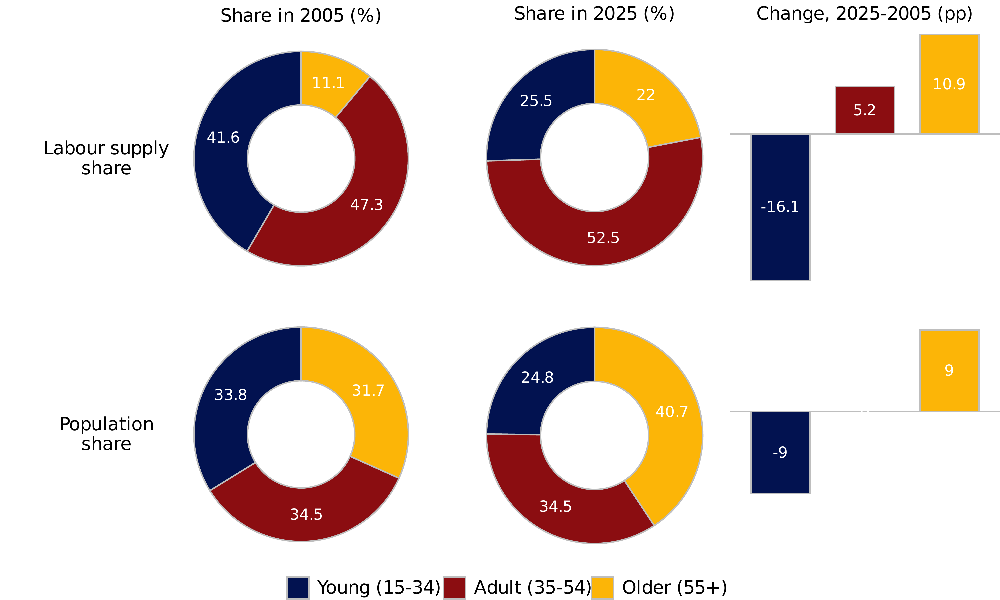 Share in 2005 (%)
Share in 2025 (%)
Change, 2025-2005 (pp)
Labour supply
share
11.1
41.6
47.3
25.5
22
52.5
-16.1
5.2
10.9
Population
share
33.8
31.7
34.5
24.8
40.7
34.5
-9
9
Young (15-34)
Adult (35-54)
Older (55+)